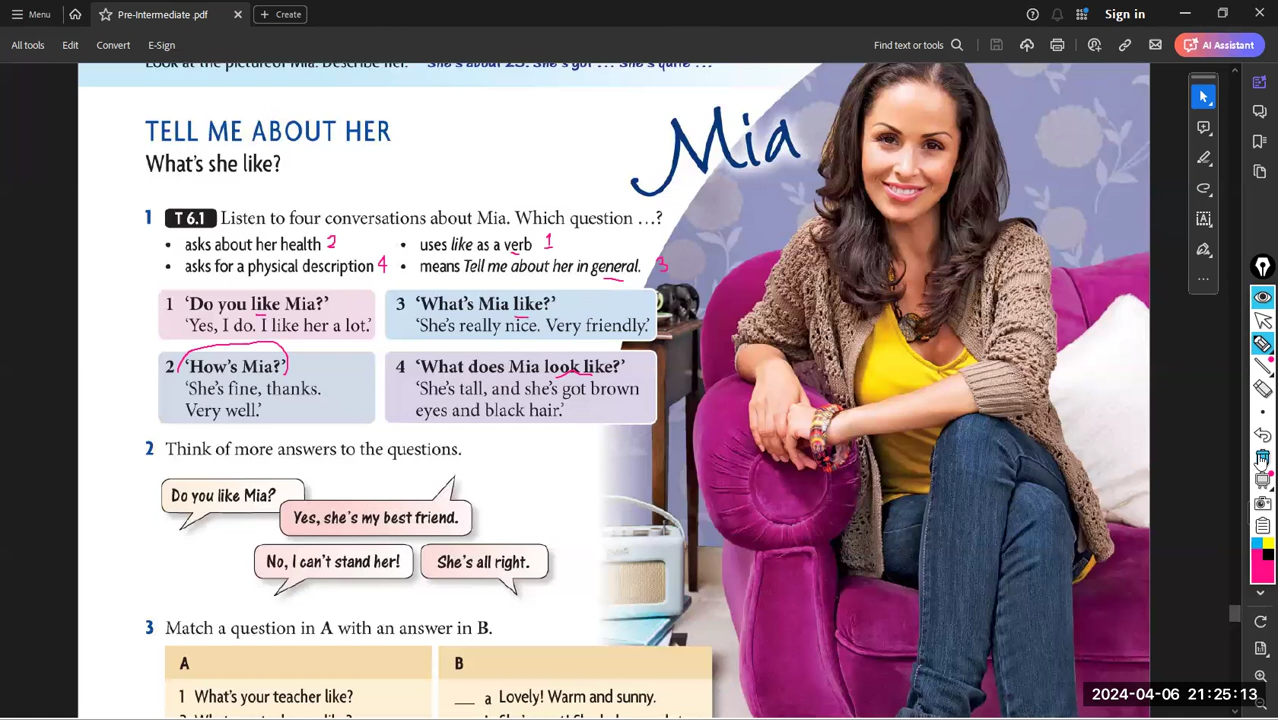 Menu
Pre-Intermediate .pdf
Create
Sign in
All tools
Edit
Convert
E-Sign
Find text or tools
AI Assistant
Look at the picture of Mia. Describe her. She's about 25. She's got … She's quite …
TELL ME ABOUT HER
What's she like?
Mia
1 T 6.1 Listen to four conversations about Mia. Which question …?
• asks about her health 2
• uses like as a verb 1
• asks for a physical description 4
• means Tell me about her in general. 3
1 'Do you like Mia?'
'Yes, I do. I like her a lot.'
3 'What's Mia like?'
'She's really nice. Very friendly.'
2 'How's Mia?'
'She's fine, thanks.
Very well.'
4 'What does Mia look like?'
'She's tall, and she's got brown
eyes and black hair.'
2 Think of more answers to the questions.
Do you like Mia?
Yes, she's my best friend.
No, I can't stand her!
She's all right.
3 Match a question in A with an answer in B.
A
B
1 What's your teacher like?
__ a Lovely! Warm and sunny.
2024-04-06 21:25:13